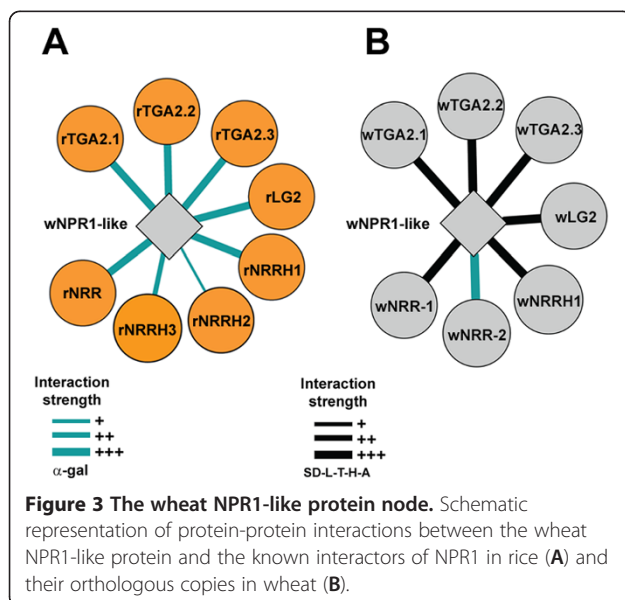 A
B
rTGA2.1
rTGA2.2
rTGA2.3
rLG2
rNRRH1
rNRRH2
rNRRH3
rNRR
wNPR1-like
wTGA2.1
wTGA2.2
wTGA2.3
wLG2
wNRRH1
wNRR-2
wNRR-1
wNPR1-like
Interaction
strength
+
++
+++
α-gal
Interaction
strength
+
++
+++
SD-L-T-H-A
Figure 3 The wheat NPR1-like protein node. Schematic
representation of protein-protein interactions between the wheat
NPR1-like protein and the known interactors of NPR1 in rice (A) and
their orthologous copies in wheat (B).